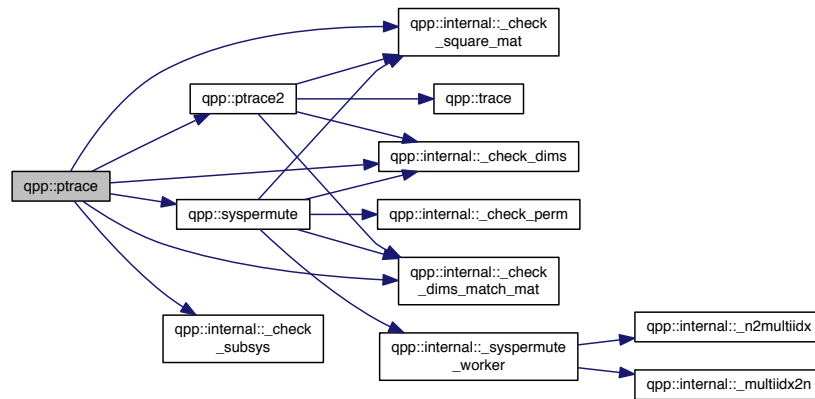 qpp::internal::_check
_square_mat
qpp::ptrace2
qpp::trace
qpp::internal::_check_dims
qpp::ptrace
qpp::syspermute
qpp::internal::_check_perm
qpp::internal::_check
_dims_match_mat
qpp::internal::_check
_subsys
qpp::internal::_syspermute
_worker
qpp::internal::_n2multiidx
qpp::internal::_multiidx2n